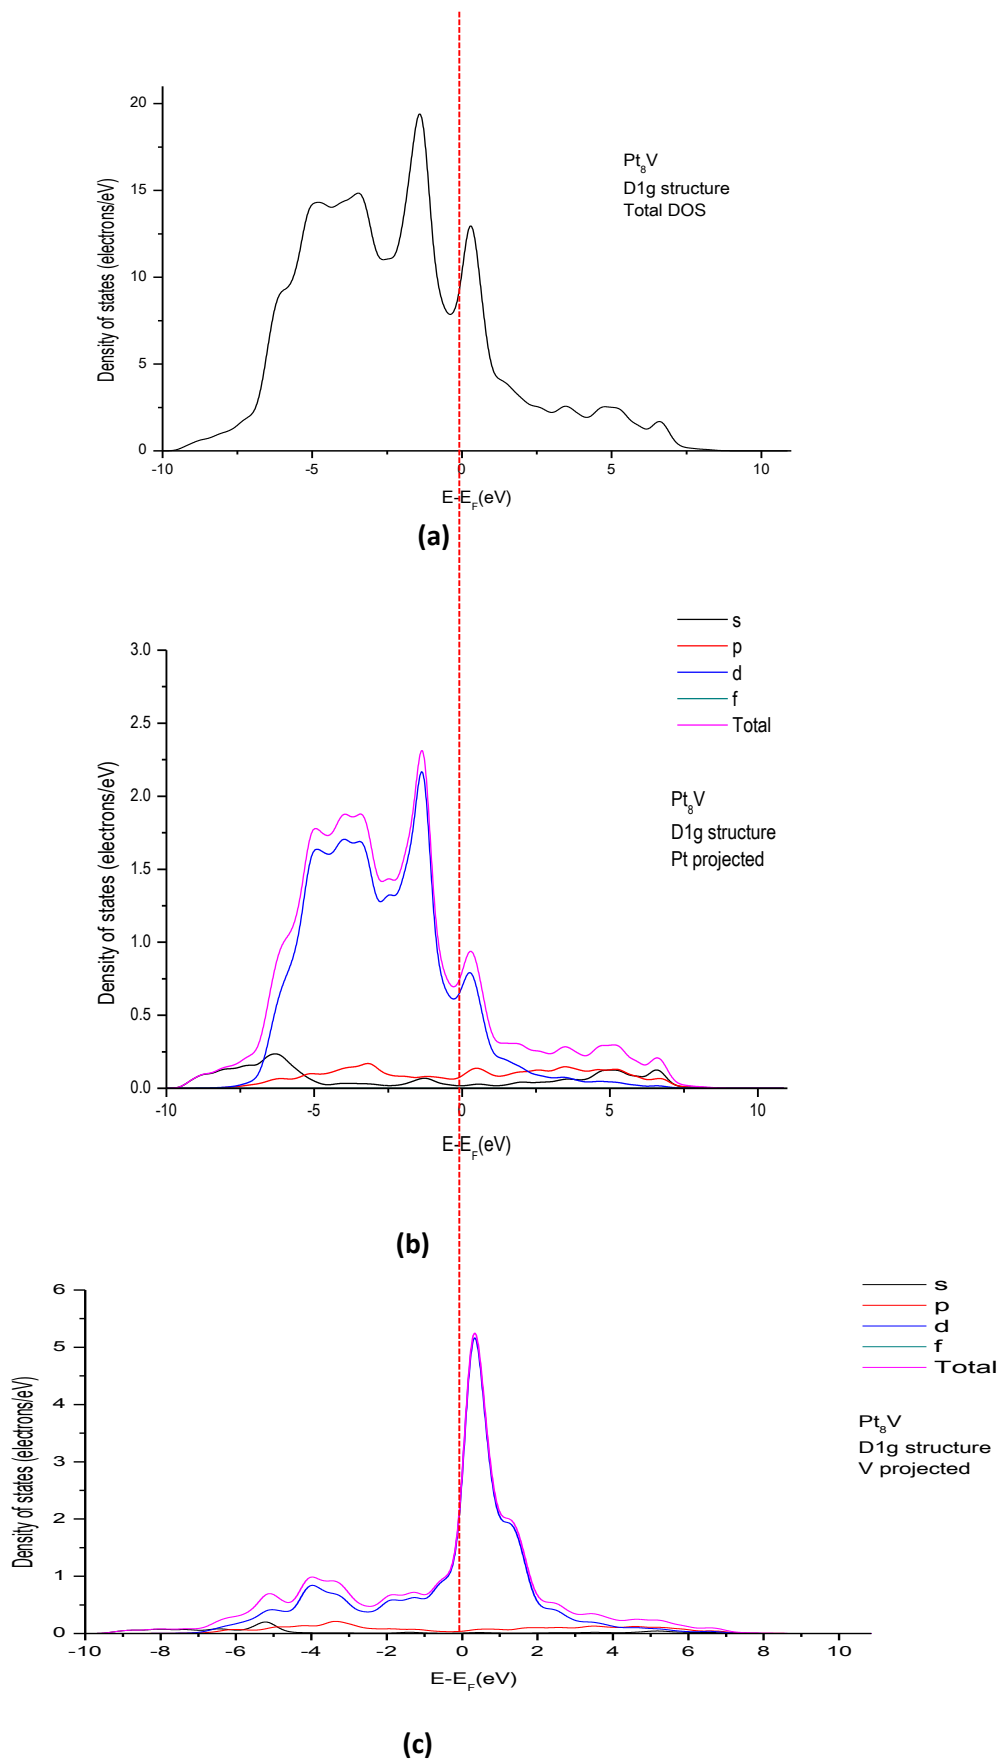 20
15
10
5
0
Density of states (electrons/eV)
Pt₈V
D1g structure
Total DOS
-10 -5 0 5 10
E-E_F(eV)
(a)
s
p
d
f
Total
3.0
2.5
2.0
1.5
1.0
0.5
0.0
Density of states (electrons/eV)
Pt₈V
D1g structure
Pt projected
-10 -5 0 5 10
E-E_F(eV)
(b)
s
p
d
f
Total
6
5
4
3
2
1
0
Density of states (electrons/eV)
Pt₈V
D1g structure
V projected
-10 -8 -6 -4 -2 0 2 4 6 8 10
E-E_F(eV)
(c)